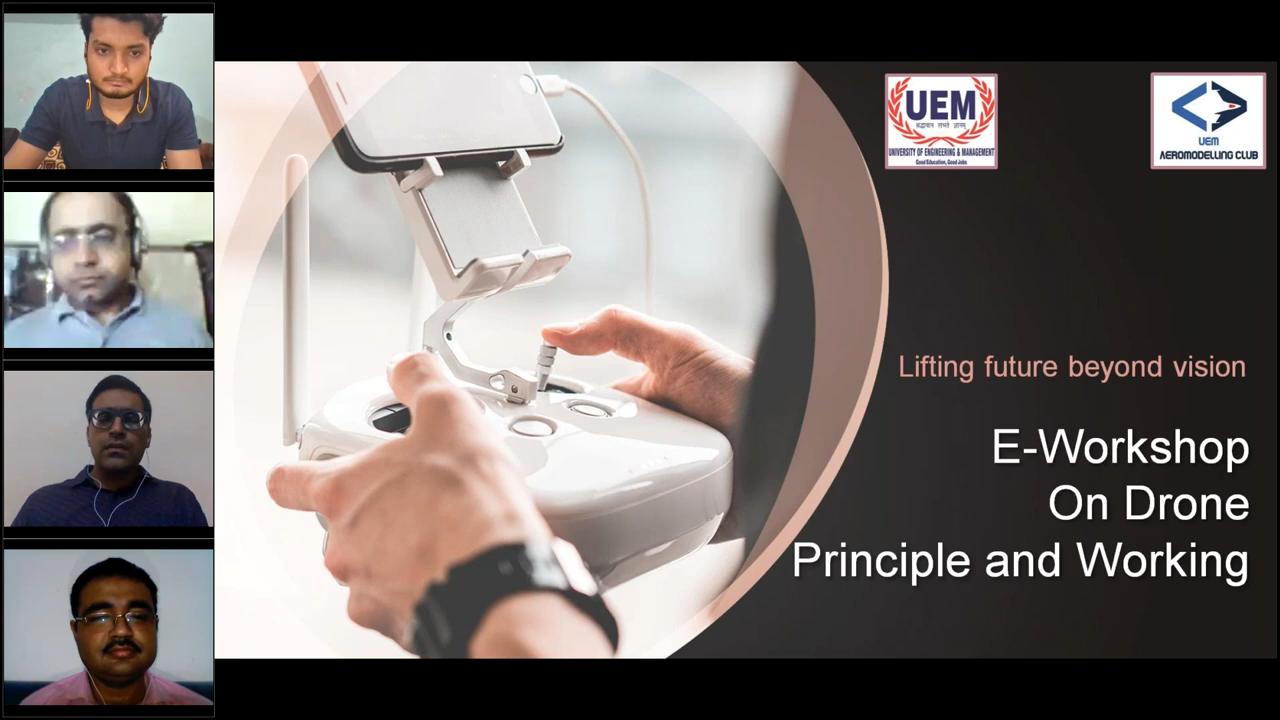 UEM
UNIVERSITY OF ENGINEERING & MANAGEMENT
Good Education, Good Jobs
UEM
AEROMODELLING CLUB
Lifting future beyond vision
E-Workshop
On Drone
Principle and Working